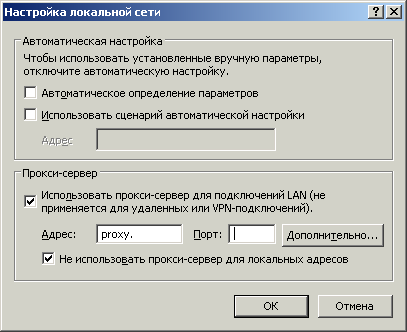 Настройка локальной сети
Автоматическая настройка
Чтобы использовать установленные вручную параметры,
отключите автоматическую настройку.
Автоматическое определение параметров
Использовать сценарий автоматической настройки
Адрес
Прокси-сервер
Использовать прокси-сервер для подключений LAN (не
применяется для удаленных или VPN-подключений).
Адрес: proxy. Порт: Дополнительно...
Не использовать прокси-сервер для локальных адресов
ОК Отмена